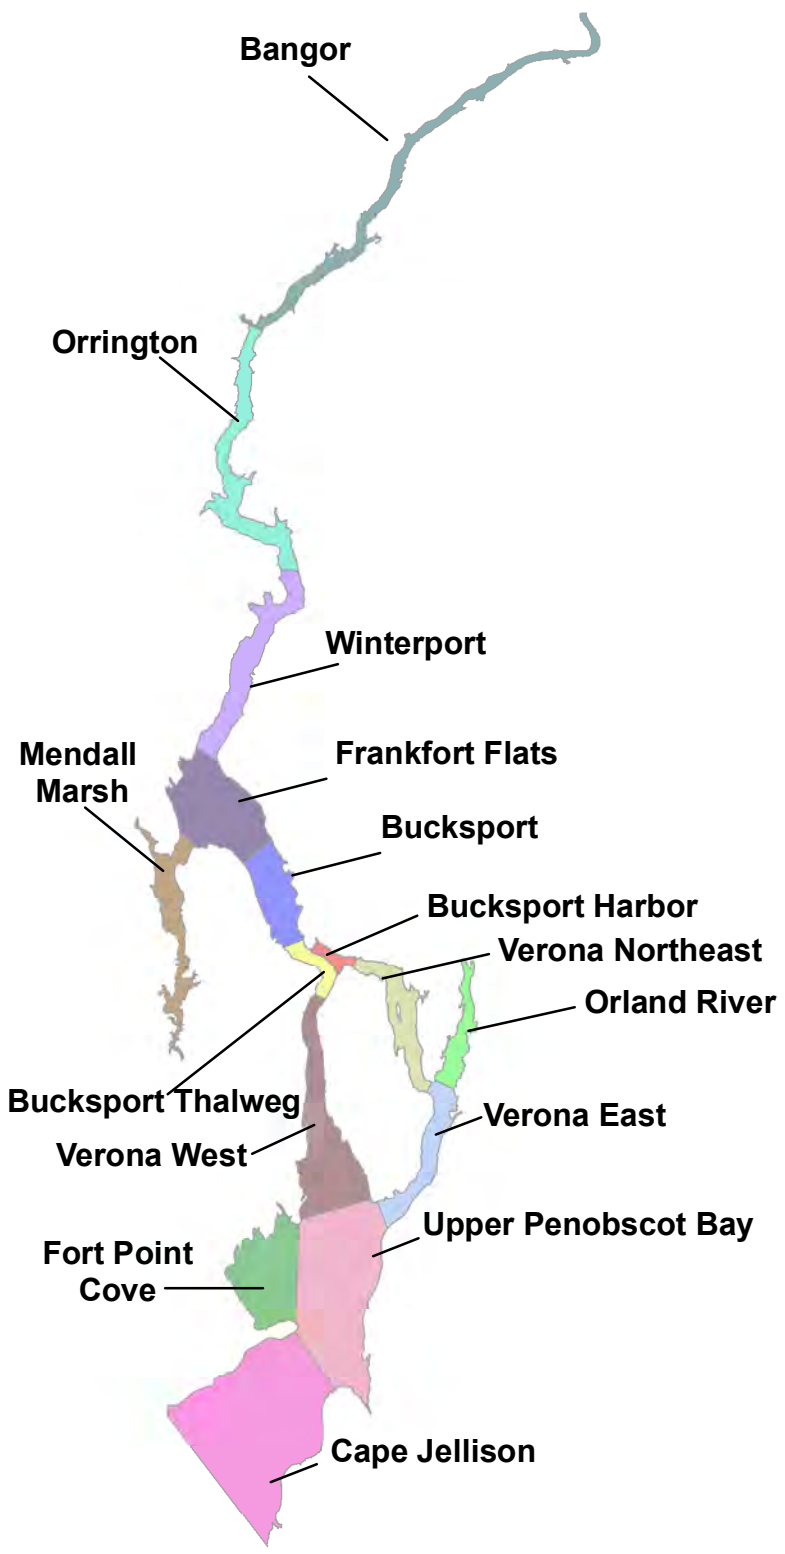 Bangor
Orrington
Winterport
Mendall
Marsh
Frankfort Flats
Bucksport
Bucksport Harbor
Verona Northeast
Orland River
Bucksport Thalweg
Verona East
Verona West
Upper Penobscot Bay
Fort Point
Cove
Cape Jellison